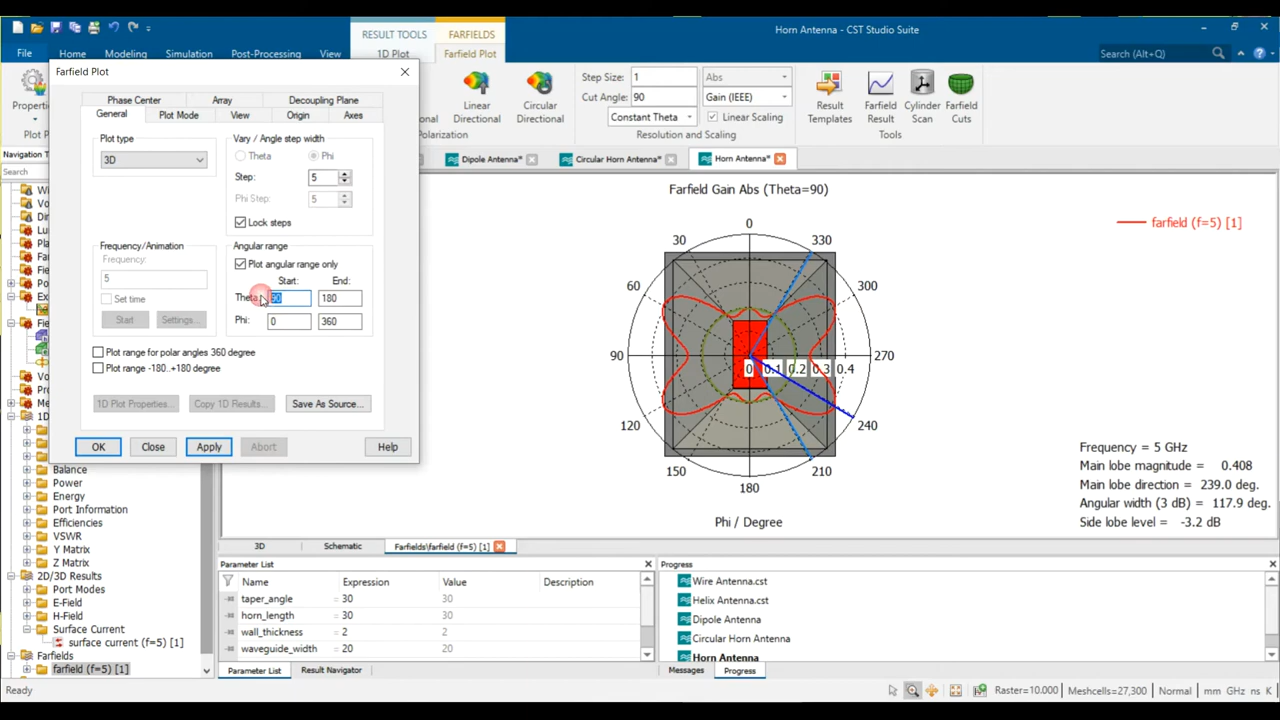 RESULT TOOLS
FARFIELDS
Horn Antenna - CST Studio Suite
File
Home
Modeling
Simulation
Post-Processing
View
1D Plot
Farfield Plot
Search (Alt+Q)
Properti
Plot P
Linear
Directional
Circular
Directional
Step Size: 1
Cut Angle: 90
Constant Theta
Abs
Gain (IEEE)
Linear Scaling
Resolution and Scaling
Result
Templates
Farfield
Result
Cylinder
Scan
Farfield
Cuts
Tools
Navigation T
Search
Dipole Antenna*
Circular Horn Antenna*
Horn Antenna*
Farfield Plot
Phase Center
Array
Decoupling Plane
General
Plot Mode
View
Origin
Axes
Plot type
3D
Vary / Angle step width
Theta
Phi
Step: 5
Phi Step: 5
Lock steps
Frequency/Animation
Frequency:
5
Set time
Start
Settings...
Angular range
Plot angular range only
Start:
End:
Theta
180
Phi: 0
360
Plot range for polar angles 360 degree
Plot range -180..+180 degree
1D Plot Properties...
Copy 1D Results...
Save As Source...
OK
Close
Apply
Abort
Help
Balance
Power
Energy
Port Information
Efficiencies
VSWR
Y Matrix
Z Matrix
2D/3D Results
Port Modes
E-Field
H-Field
Surface Current
surface current (f=5) [1]
Farfields
farfield (f=5) [1]
Farfield Gain Abs (Theta=90)
farfield (f=5) [1]
0
30
330
60
300
90
270
0 0.1 0.2 0.3 0.4
120
240
150
210
180
Phi / Degree
Frequency = 5 GHz
Main lobe magnitude = 0.408
Main lobe direction = 239.0 deg.
Angular width (3 dB) = 117.9 deg.
Side lobe level = -3.2 dB
3D
Schematic
Farfields\farfield (f=5) [1]
Parameter List
Name
Expression
Value
Description
taper_angle = 30 30
horn_length = 30 30
wall_thickness = 2 2
waveguide_width = 20 20
Parameter List
Result Navigator
Progress
Wire Antenna.cst
Helix Antenna.cst
Dipole Antenna
Circular Horn Antenna
Horn Antenna
Messages
Progress
Ready
Raster=10.000
Meshcells=27,300
Normal
mm GHz ns K